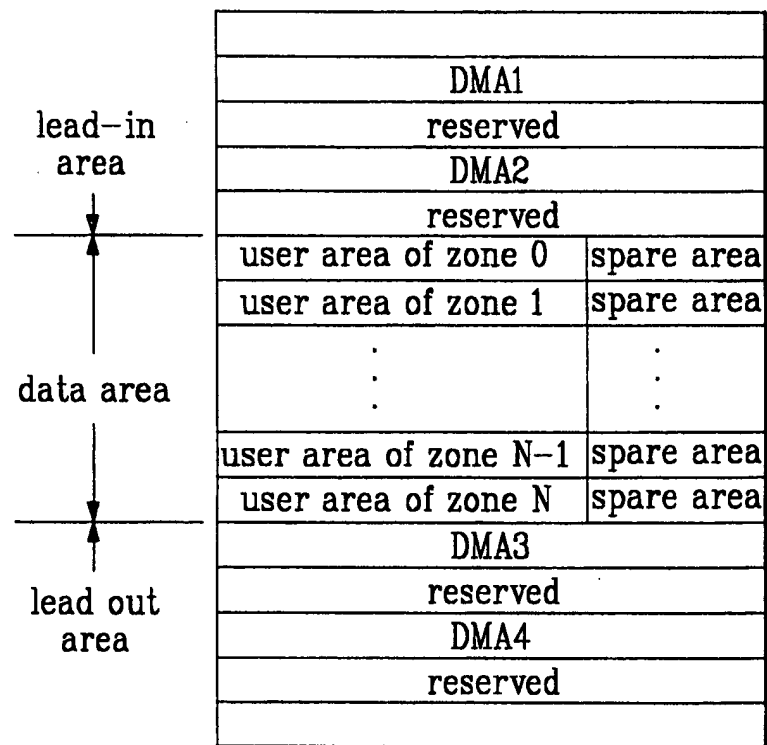 DMA1
lead-in
area
reserved
DMA2
reserved
user area of zone 0 spare area
user area of zone 1 spare area
data area
user area of zone N-1 spare area
user area of zone N spare area
DMA3
lead out
area
reserved
DMA4
reserved